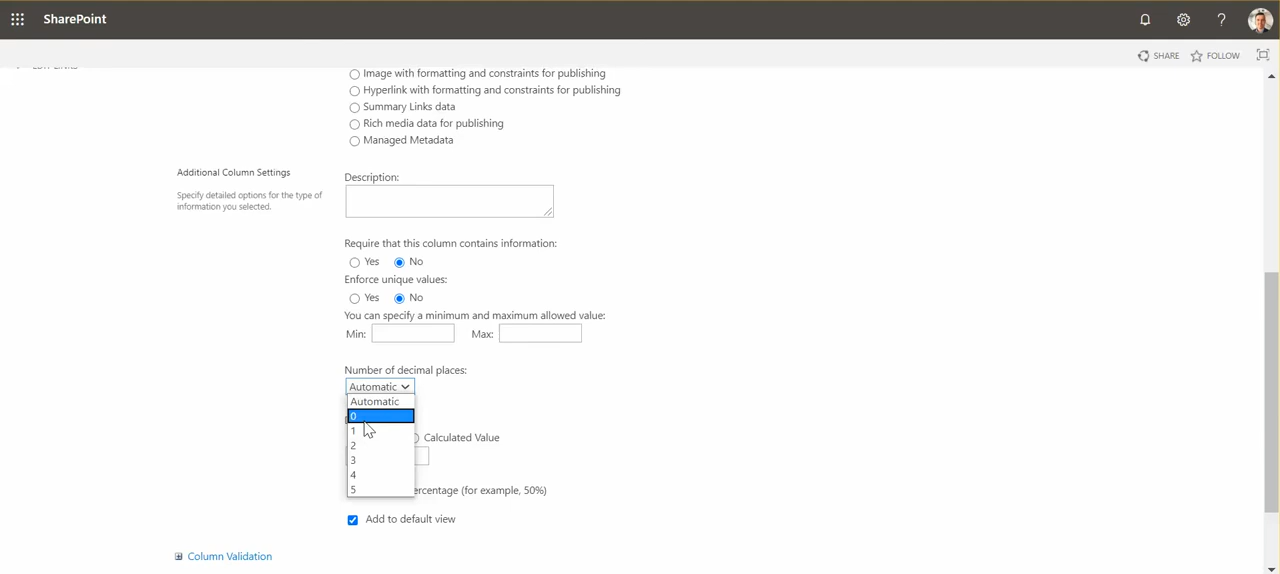 SharePoint
SHARE FOLLOW
Image with formatting and constraints for publishing
Hyperlink with formatting and constraints for publishing
Summary Links data
Rich media data for publishing
Managed Metadata
Additional Column Settings
Specify detailed options for the type of
information you selected.
Description:
Require that this column contains information:
Yes No
Enforce unique values:
Yes No
You can specify a minimum and maximum allowed value:
Min: Max:
Number of decimal places:
Automatic
Automatic
0
1
2
3
4
5
Calculated Value
ercentage (for example, 50%)
Add to default view
Column Validation